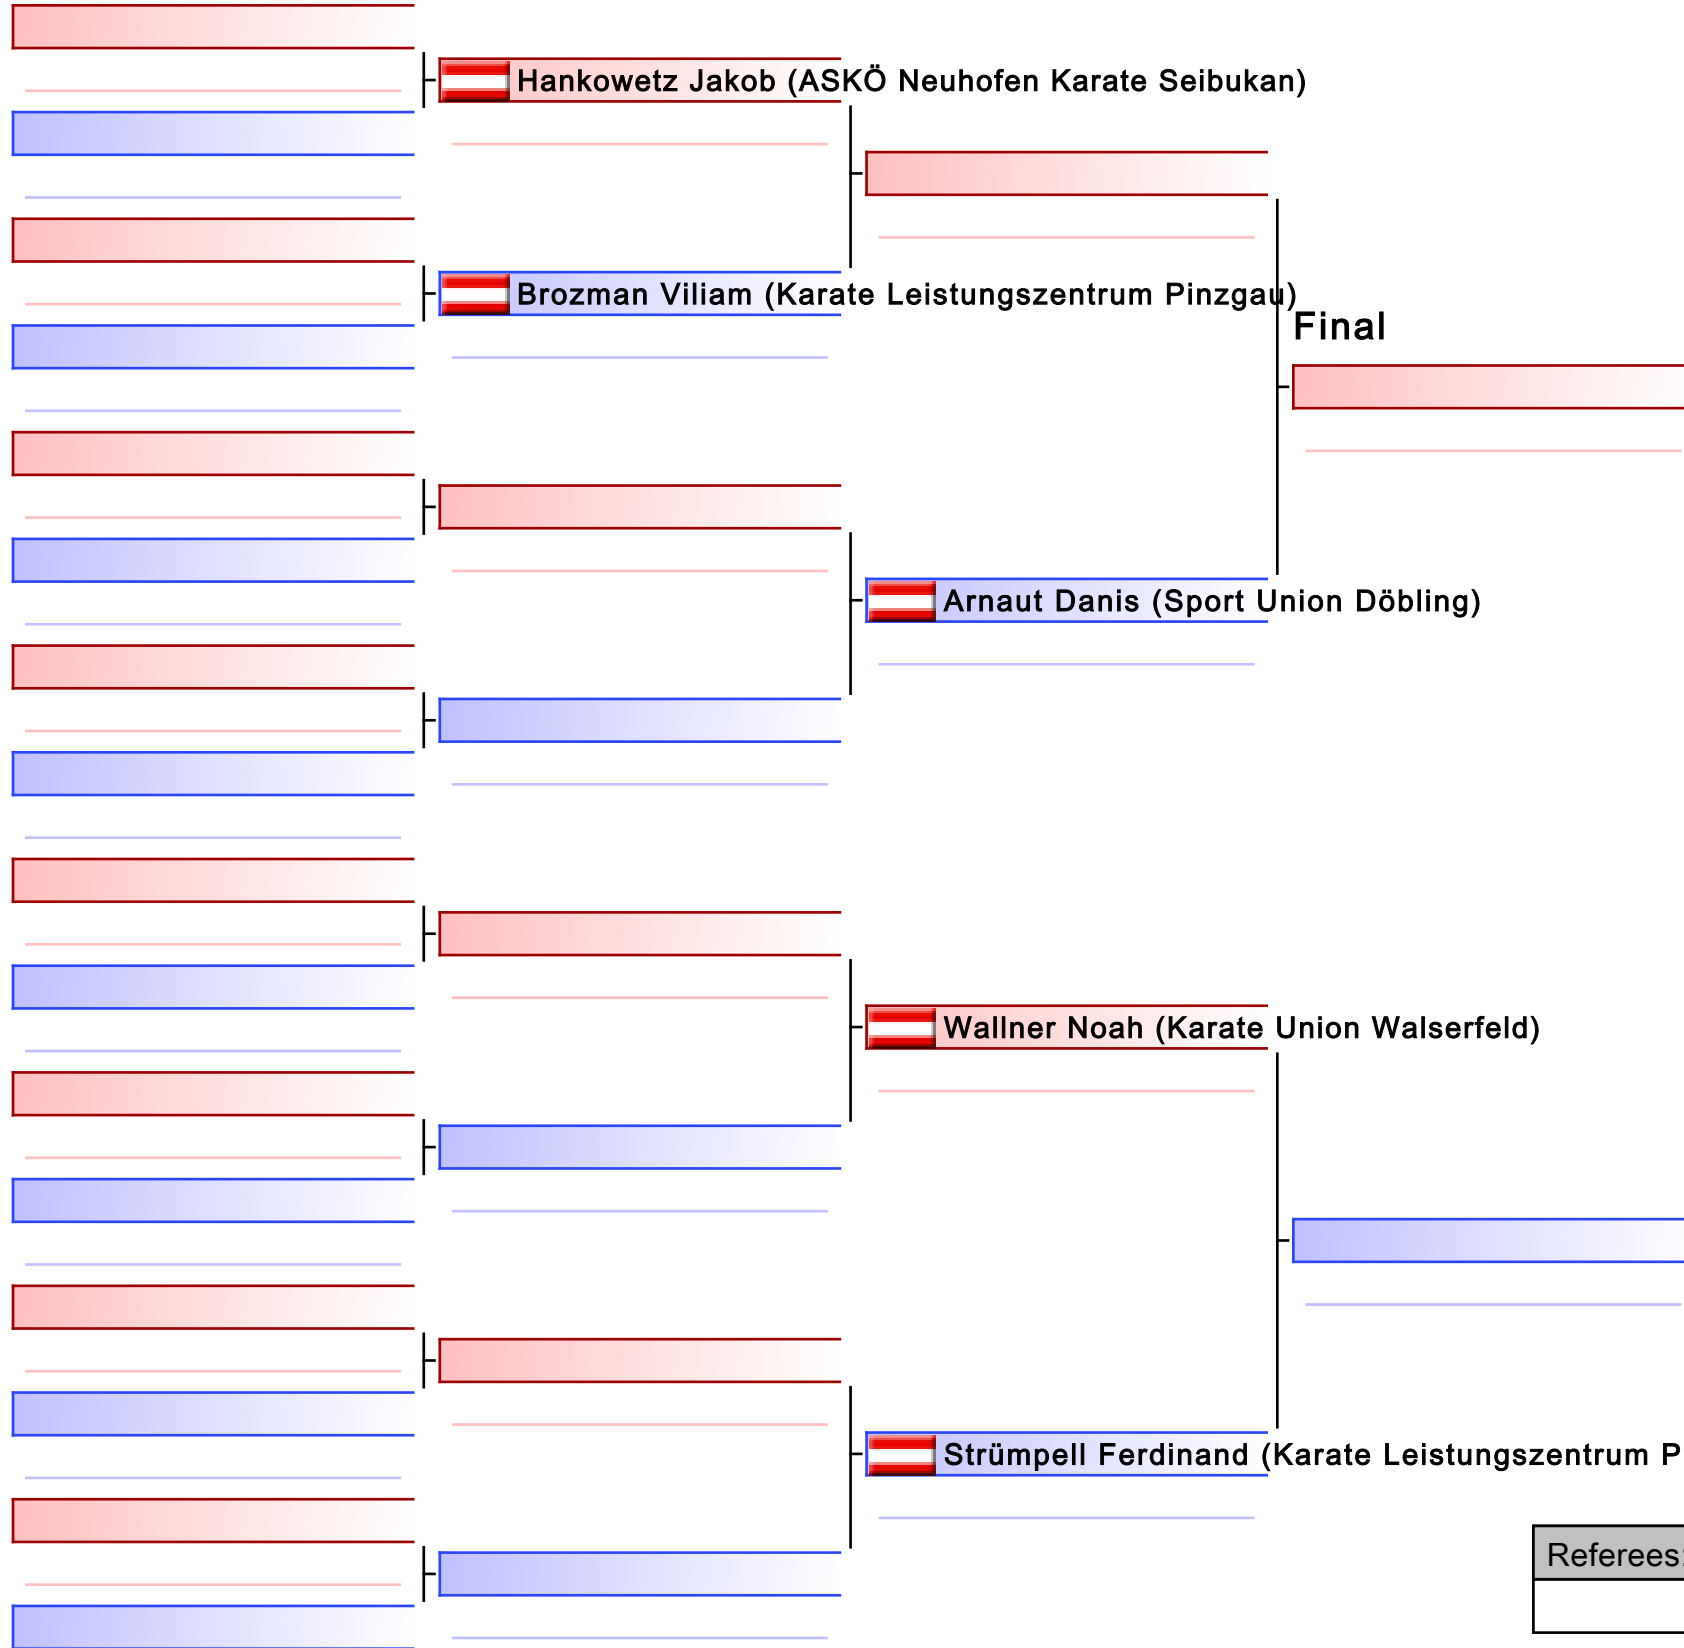 Hankowetz Jakob (ASKÖ Neuhofen Karate Seibukan)
Brozman Viliam (Karate Leistungszentrum Pinzgau)
Final
Arnaut Danis (Sport Union Döbling)
Wallner Noah (Karate Union Walserfeld)
Strümpell Ferdinand (Karate Leistungszentrum P
Referees: